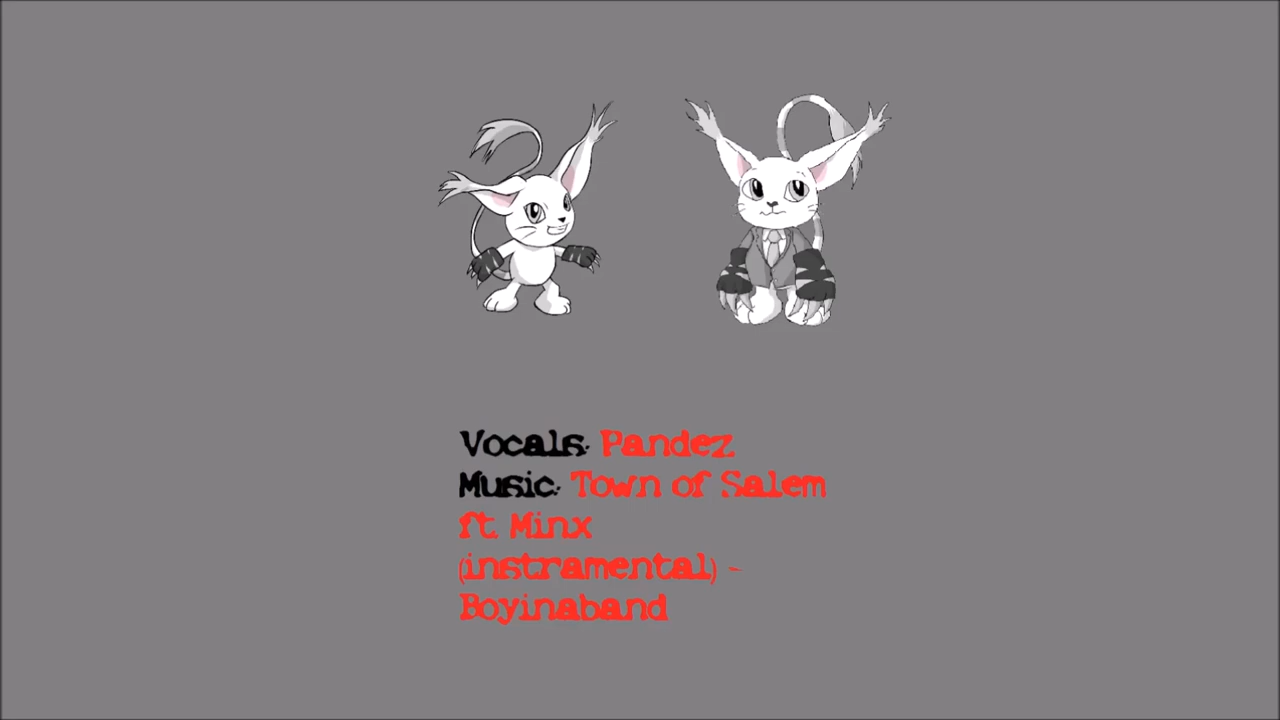 Vocals: Pandez
Music: Town of Salem
ft. Minx
(instramental) -
Boyinaband